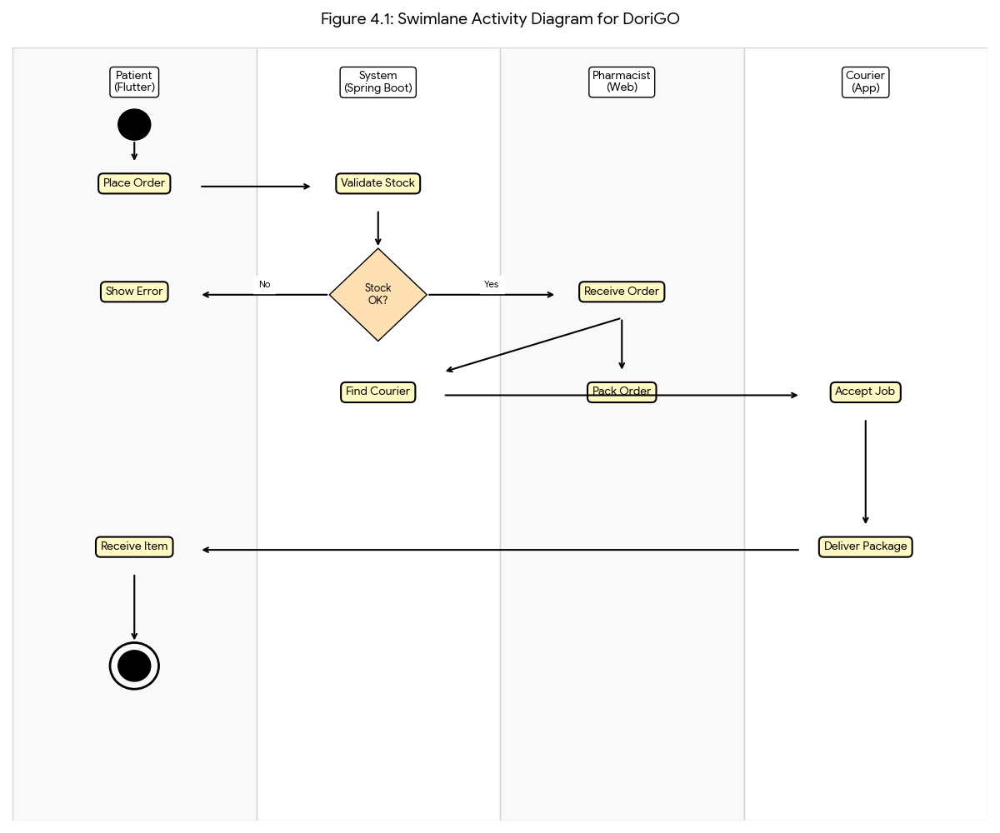 Figure 4.1: Swimlane Activity Diagram for DoriGO
Patient
(Flutter)
System
(Spring Boot)
Pharmacist
(Web)
Courier
(App)
Place Order
Validate Stock
Show Error
No
Stock
OK?
Yes
Receive Order
Find Courier
Pack Order
Accept Job
Receive Item
Deliver Package